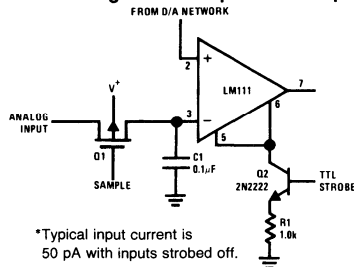 FROM D/A NETWORK
V+
2
+
LM111
7
6
ANALOG
INPUT
3
−
5
Q1
C1
0.1μF
Q2
2N2222
TTL
STROBE
SAMPLE
R1
1.0k
*Typical input current is
50 pA with inputs strobed off.